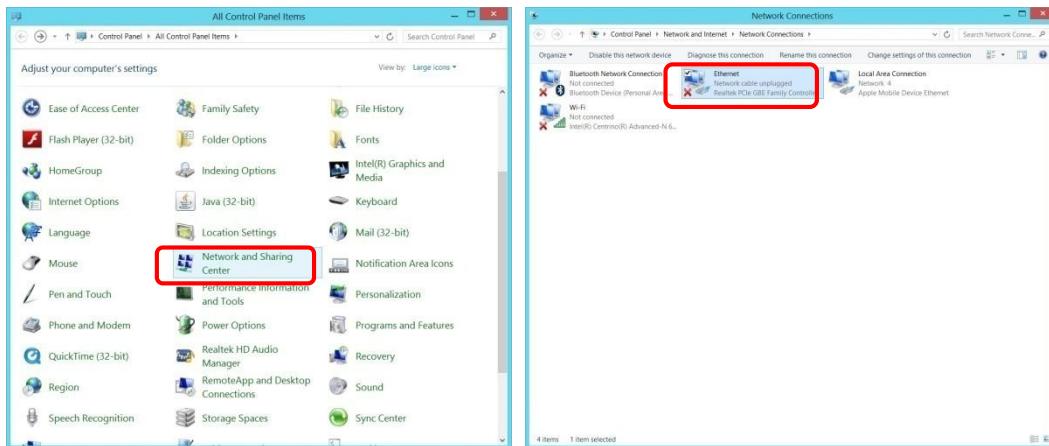 All Control Panel Items
Control Panel All Control Panel Items
Search Control Panel
Adjust your computer's settings
View by: Large icons
Ease of Access Center
Family Safety
File History
Flash Player (32-bit)
Folder Options
Fonts
HomeGroup
Indexing Options
Intel(R) Graphics and
Media
Internet Options
Java (32-bit)
Keyboard
Language
Location Settings
Mail (32-bit)
Mouse
Network and Sharing
Center
Notification Area Icons
Pen and Touch
Performance Information
and Tools
Personalization
Phone and Modem
Power Options
Programs and Features
QuickTime (32-bit)
Realtek HD Audio
Manager
Recovery
Region
RemoteApp and Desktop
Connections
Sound
Speech Recognition
Storage Spaces
Sync Center
Network Connections
Control Panel Network and Internet Network Connections
Search Network Conne...
Organize Disable this network device Diagnose this connection Rename this connection Change settings of this connection
Bluetooth Network Connection
Not connected
Bluetooth Device (Personal Are...
Ethernet
Network cable unplugged
Realtek PCIe GBE Family Controller
Local Area Connection
Network 4
Apple Mobile Device Ethernet
Wi-Fi
Not connected
Intel(R) Centrino(R) Advanced-N 6...
4 items 1 item selected